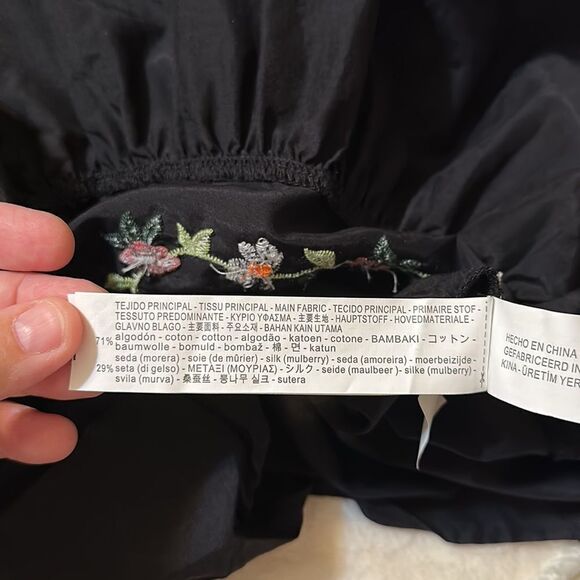 TEJIDO PRINCIPAL - TISSU PRINCIPAL - MAIN FABRIC - TECIDO PRINCIPAL - PRIMAIRE STOF -
TESSUTO PREDOMINANTE - ΚΥΡΙΟ ΥΦΑΣΜΑ - 主要素材 - HAUPTSTOFF - HOVEDMATERIALE -
GLAVNO BLAGO - 主要面料 - 주요소재 - BAHAN KAIN UTAMA
71% algodón - coton - cotton - algodão - katoen - cotone - ΒΑΜΒΑΚΙ - コットン -
baumwolle - bomuld - bombaž - 棉 - 면 - katun
seda (morera) - soie (de mûrier) - silk (mulberry) - seda (amoreira) - moerbeizijde -
29% seta (di gelso) - ΜΕΤΑΞΙ (ΜΟΥΡΙΑΣ) - シルク - seide (maulbeer) - silke (mulberry) -
svila (murva) - 桑蚕丝 - 뽕나무 실크 - sutera
HECHO EN CHINA
GEFABRICEERD IN
KINA - ÜRETİM YER